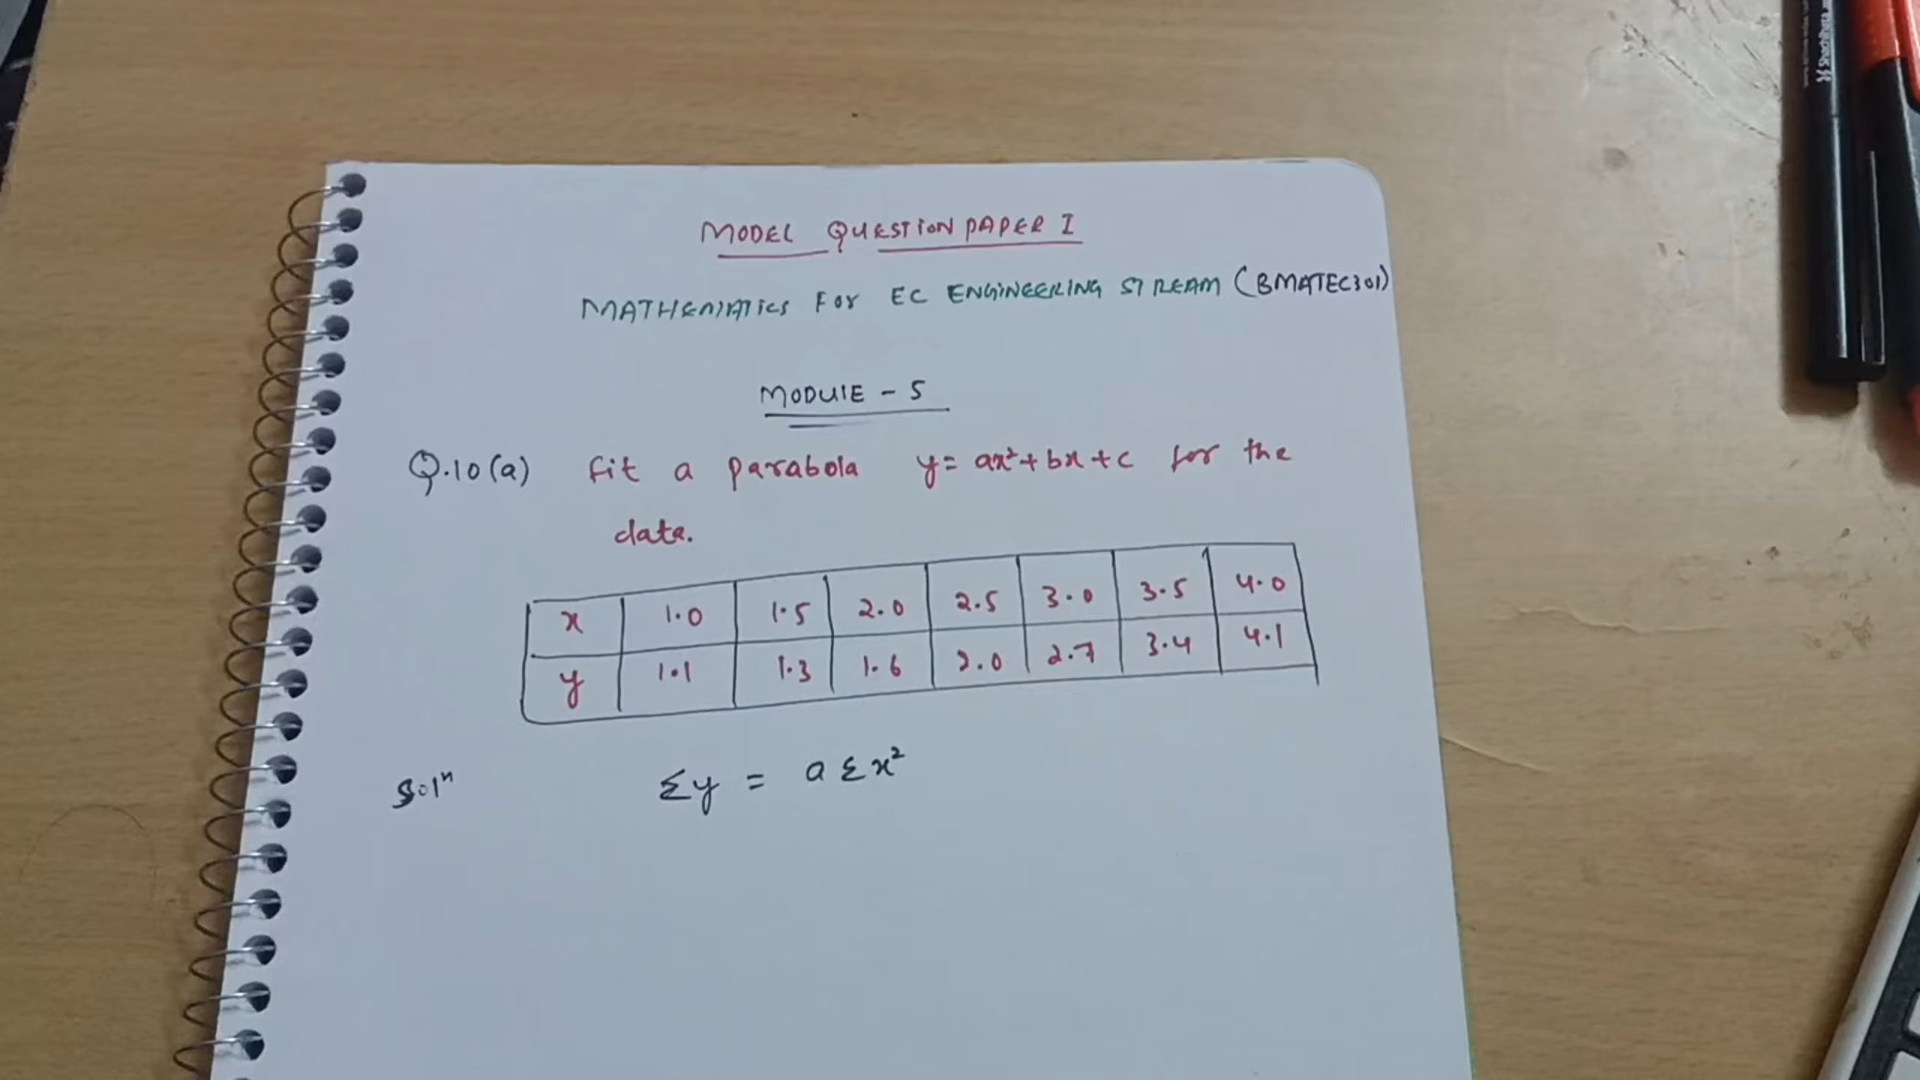 MODEL QUESTION PAPER I
MATHEMATICS FOR EC ENGINEERING STREAM (BMATEC301)
MODULE - 5
Q.10(a) Fit a parabola y = ax² + bx + c for the
data.
x 1.0 1.5 2.0 2.5 3.0 3.5 4.0
y 1.1 1.3 1.6 2.0 2.7 3.4 4.1
Solⁿ Σy = a Σx²